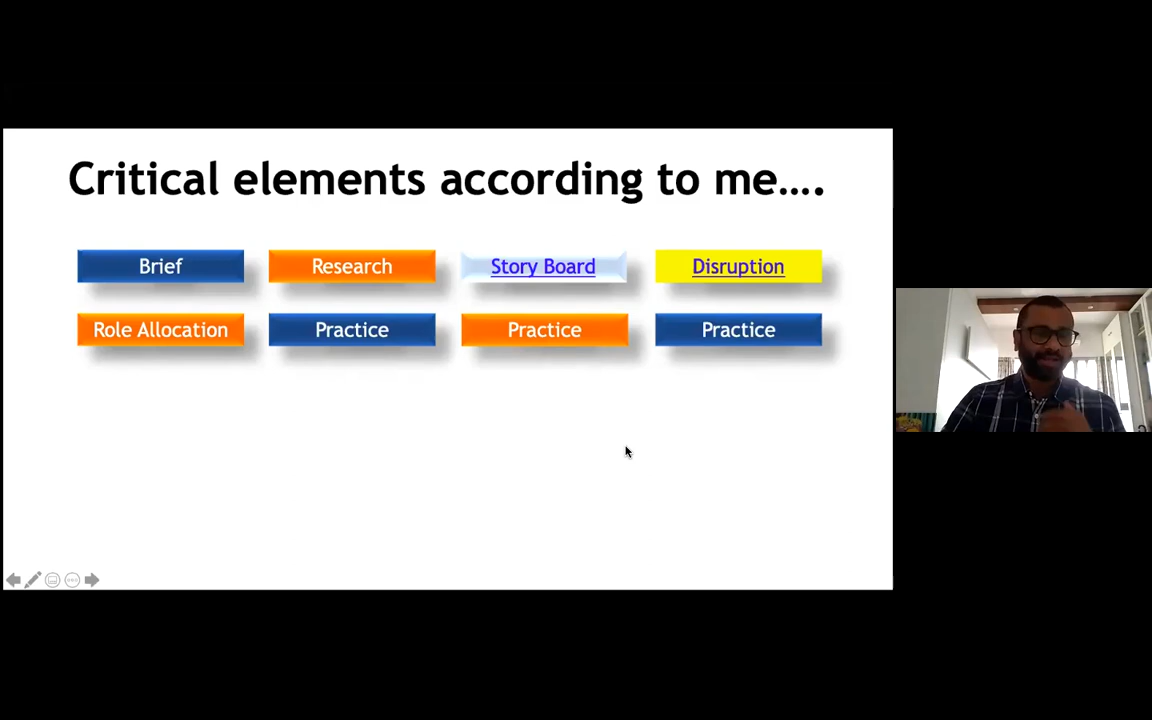 Critical elements according to me....
Brief Research Story Board Disruption
Role Allocation Practice Practice Practice